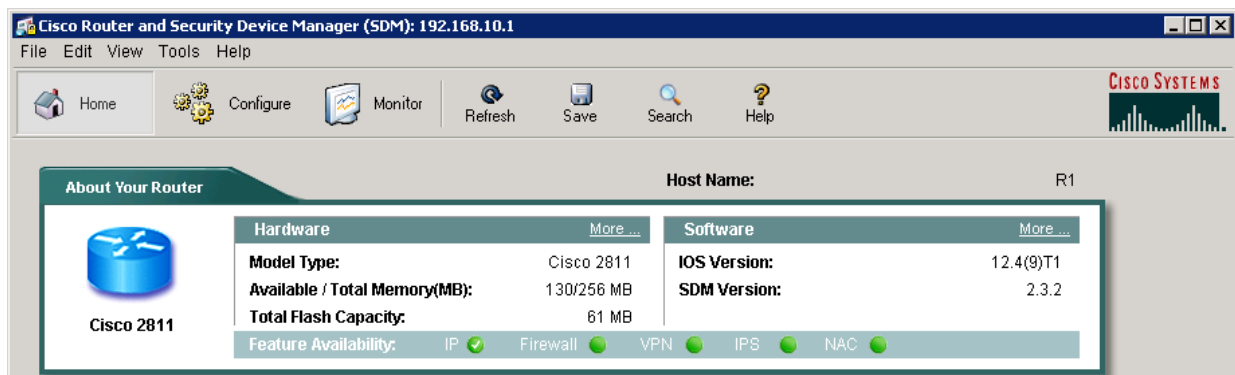 Cisco Router and Security Device Manager (SDM): 192.168.10.1
File Edit View Tools Help
Home Configure Monitor Refresh Save Search Help
CISCO SYSTEMS
About Your Router Host Name: R1
Hardware More ... Software More ...
Model Type: Cisco 2811 IOS Version: 12.4(9)T1
Available / Total Memory(MB): 130/256 MB SDM Version: 2.3.2
Total Flash Capacity: 61 MB
Cisco 2811
Feature Availability: IP Firewall VPN IPS NAC